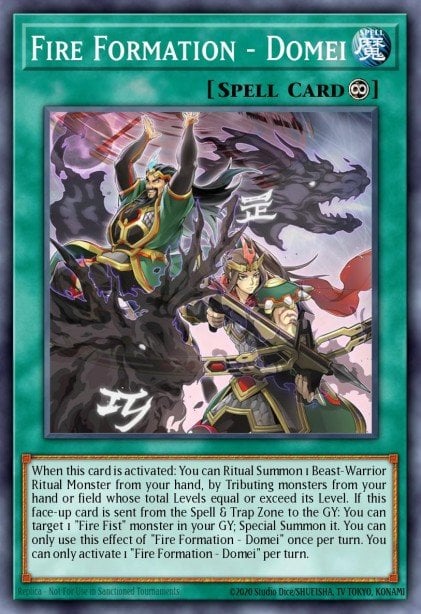 FIRE FORMATION - DOMEI
SPELL
魔
[SPELL CARD]
When this card is activated: You can Ritual Summon 1 Beast-Warrior
Ritual Monster from your hand, by Tributing monsters from your
hand or field whose total Levels equal or exceed its Level. If this
face-up card is sent from the Spell & Trap Zone to the GY: You can
target 1 "Fire Fist" monster in your GY; Special Summon it. You can
only use this effect of "Fire Formation - Domei" once per turn. You
can only activate 1 "Fire Formation - Domei" per turn.
Replica - Not For Use in Sanctioned Tournaments
©2020 Studio Dice/SHUEISHA, TV TOKYO, KONAMI